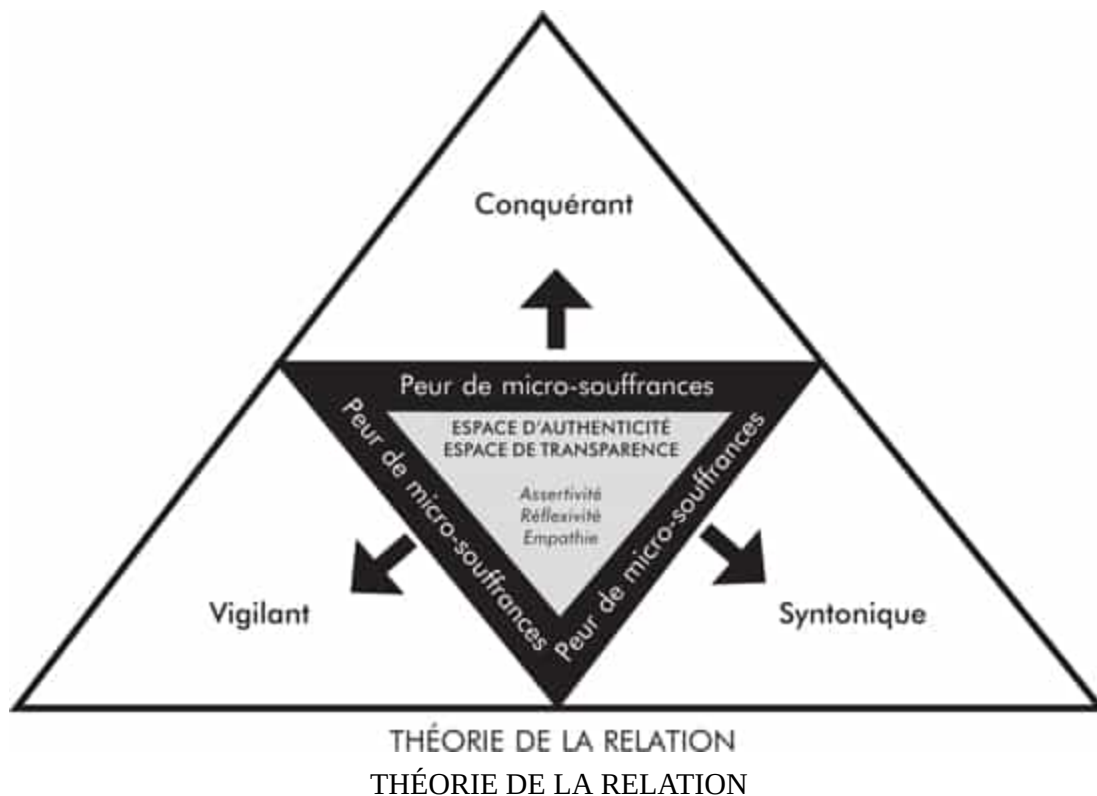 Conquérant
Peur de micro-souffrances
Peur de micro-souffrances
Peur de micro-souffrances
ESPACE D'AUTHENTICITÉ
ESPACE DE TRANSPARENCE
Assertivité
Réflexivité
Empathie
Vigilant
Syntonique
THÉORIE DE LA RELATION
THÉORIE DE LA RELATION